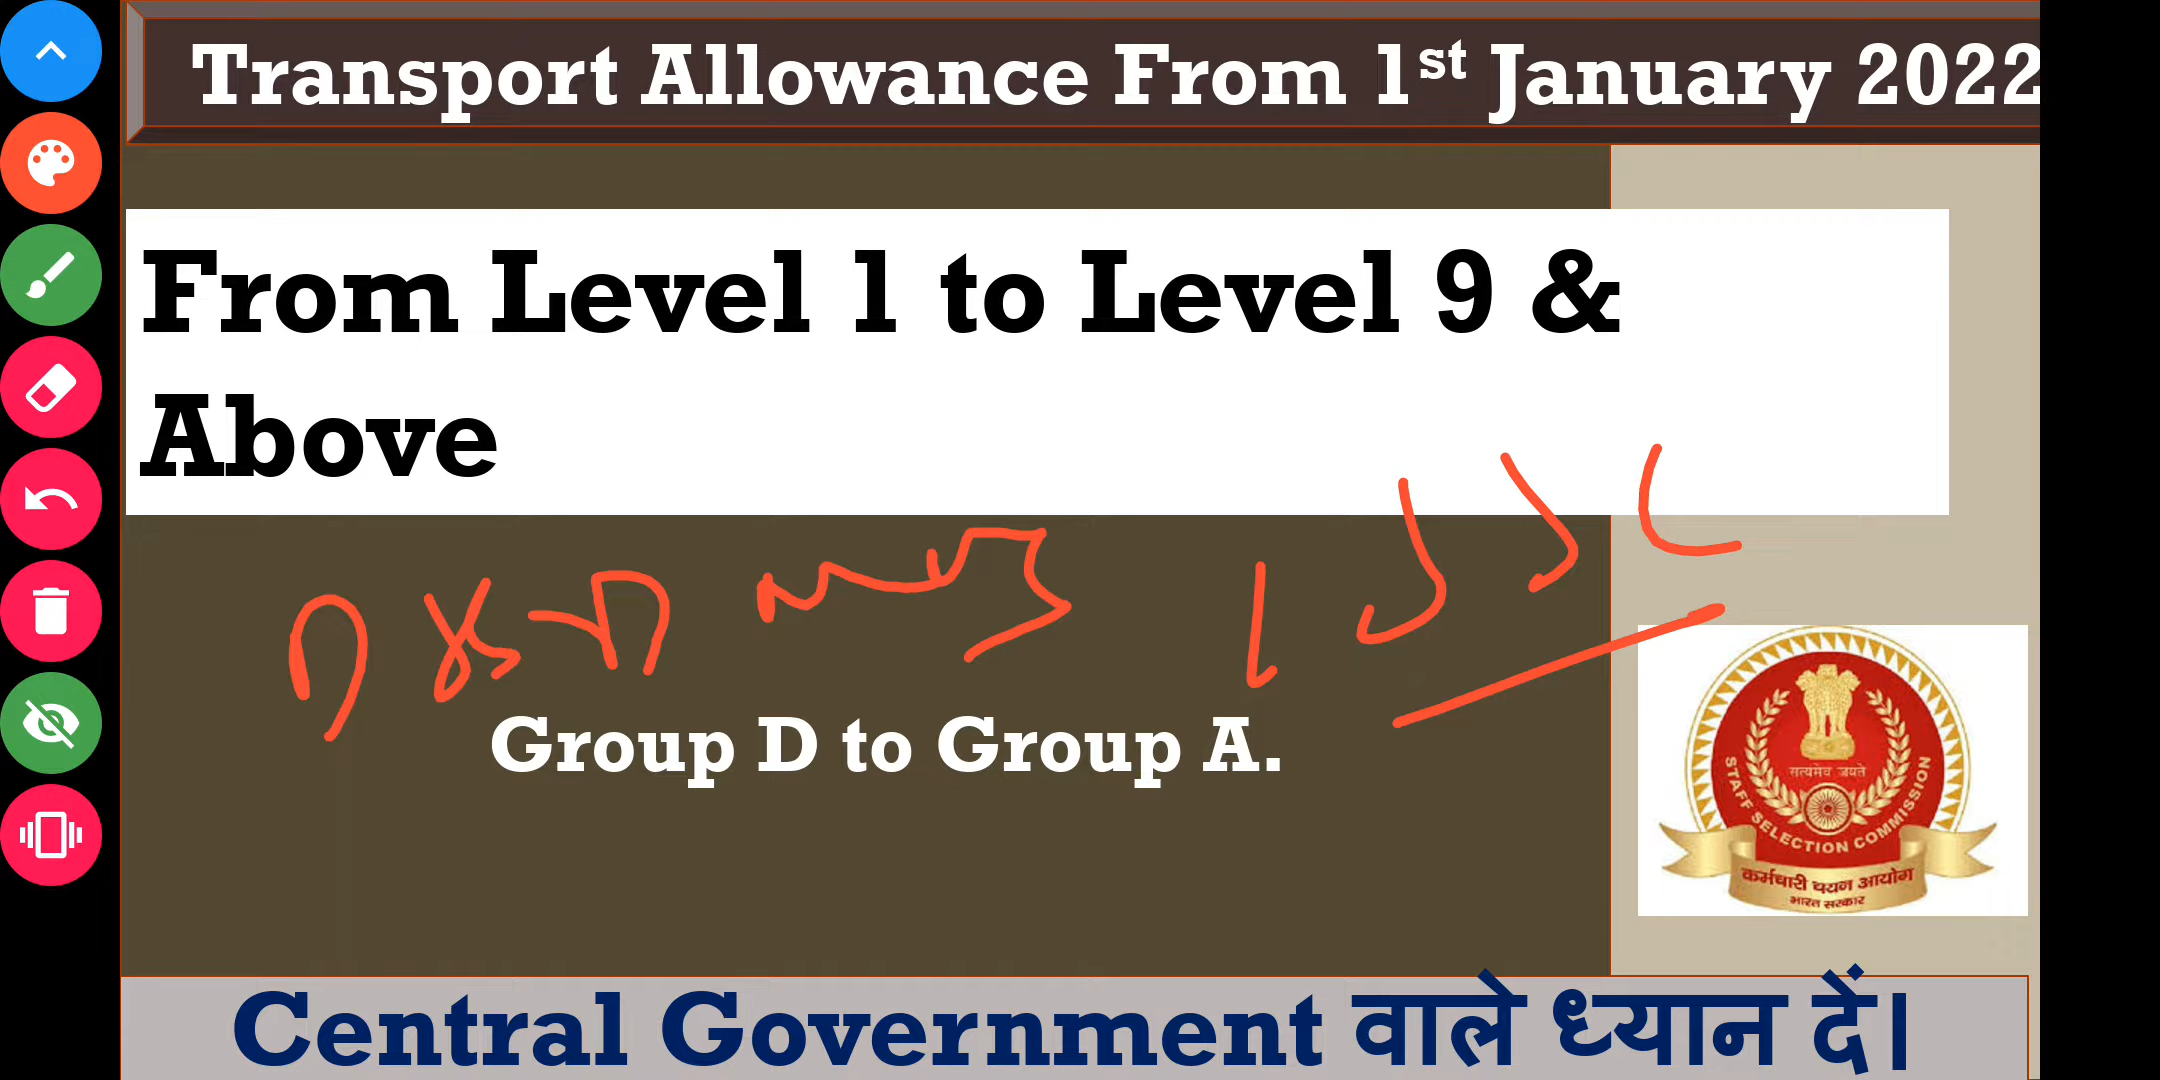 Transport Allowance From 1st January 2022
From Level 1 to Level 9 &
Above
SSC
Group D to Group A.
सत्यमेव जयते
STAFF SELECTION COMMISSION
कर्मचारी चयन आयोग
भारत सरकार
Central Government वाले ध्यान दें।